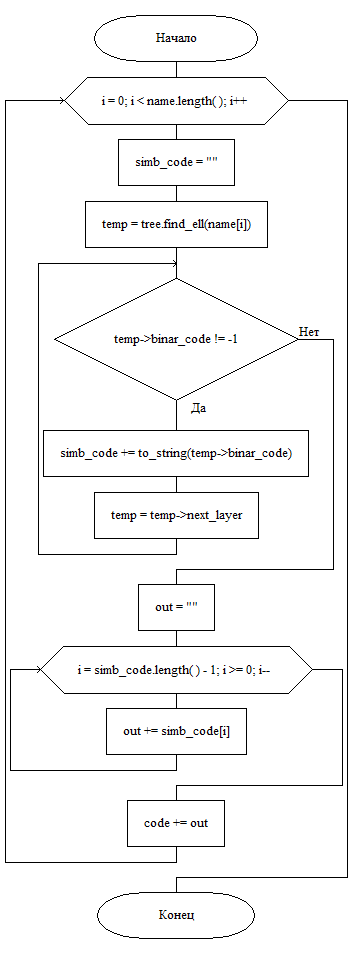 Начало
i = 0; i < name.length( ); i++
simb_code = ""
temp = tree.find_ell(name[i])
temp->binar_code != -1
Нет
Да
simb_code += to_string(temp->binar_code)
temp = temp->next_layer
out = ""
i = simb_code.length( ) - 1; i >= 0; i--
out += simb_code[i]
code += out
Конец